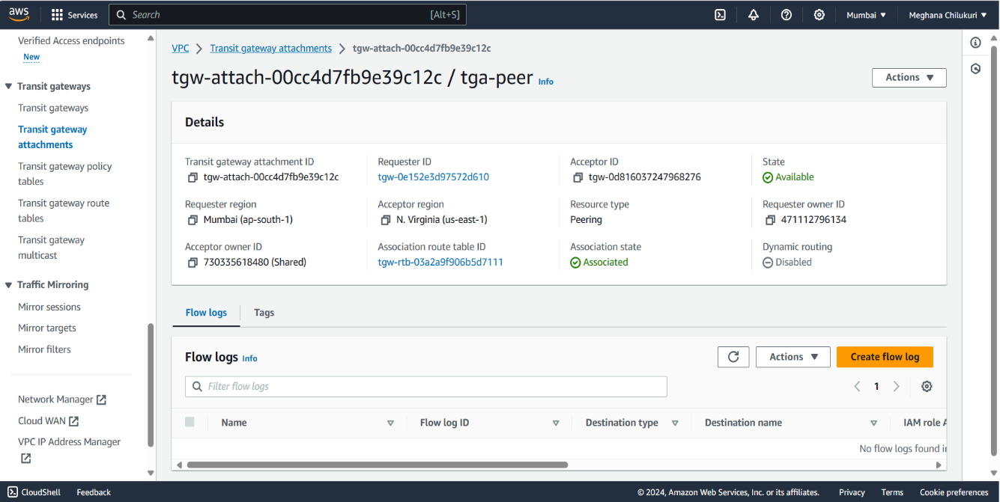 aws
Services
Search [Alt+S]
Mumbai ▼
Meghana Chilukuri ▼
Verified Access endpoints
New
Transit gateways
Transit gateways
Transit gateway
attachments
Transit gateway policy
tables
Transit gateway route
tables
Transit gateway
multicast
Traffic Mirroring
Mirror sessions
Mirror targets
Mirror filters
Network Manager
Cloud WAN
VPC IP Address Manager
VPC > Transit gateway attachments > tgw-attach-00cc4d7fb9e39c12c
tgw-attach-00cc4d7fb9e39c12c / tga-peer Info
Actions ▼
Details
Transit gateway attachment ID
tgw-attach-00cc4d7fb9e39c12c
Requester ID
tgw-0e152e3d97572d610
Acceptor ID
tgw-0d816037247968276
State
Available
Requester region
Mumbai (ap-south-1)
Acceptor region
N. Virginia (us-east-1)
Resource type
Peering
Requester owner ID
471112796134
Acceptor owner ID
730335618480 (Shared)
Association route table ID
tgw-rtb-03a2a9f906b5d7111
Association state
Associated
Dynamic routing
Disabled
Flow logs
Tags
Flow logs Info
Actions ▼
Create flow log
Filter flow logs
1
Name
Flow log ID
Destination type
Destination name
IAM role A
No flow logs found in
CloudShell
Feedback
© 2024, Amazon Web Services, Inc. or its affiliates.
Privacy
Terms
Cookie preferences